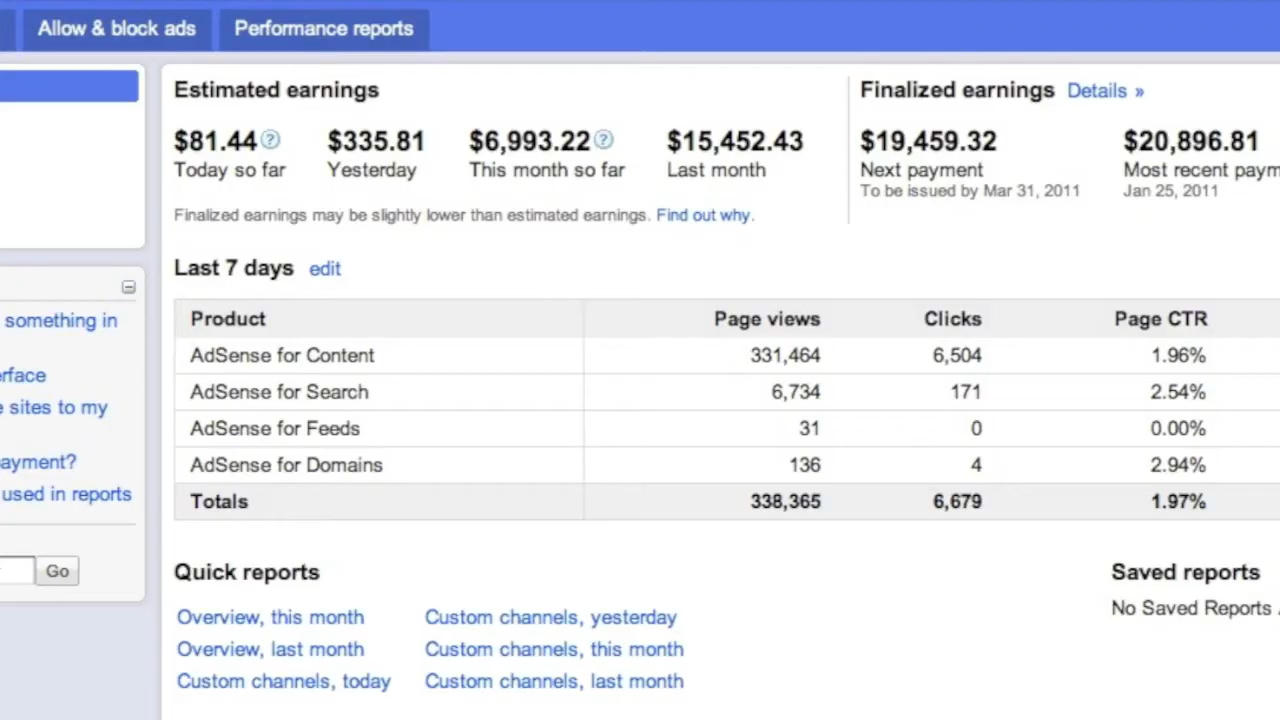 Allow & block ads Performance reports
Estimated earnings
$81.44 ? $335.81 $6,993.22 ? $15,452.43
Today so far Yesterday This month so far Last month
Finalized earnings may be slightly lower than estimated earnings. Find out why.
Finalized earnings Details »
$19,459.32 $20,896.81
Next payment Most recent
To be issued by Mar 31, 2011 Jan 25, 2011
Last 7 days edit
Product Page views Clicks Page CTR
AdSense for Content 331,464 6,504 1.96%
AdSense for Search 6,734 171 2.54%
AdSense for Feeds 31 0 0.00%
AdSense for Domains 136 4 2.94%
Totals 338,365 6,679 1.97%
something in
sites to my
used in reports
Go
Quick reports
Overview, this month Custom channels, yesterday
Overview, last month Custom channels, this month
Custom channels, today Custom channels, last month
Saved reports
No Saved Reports